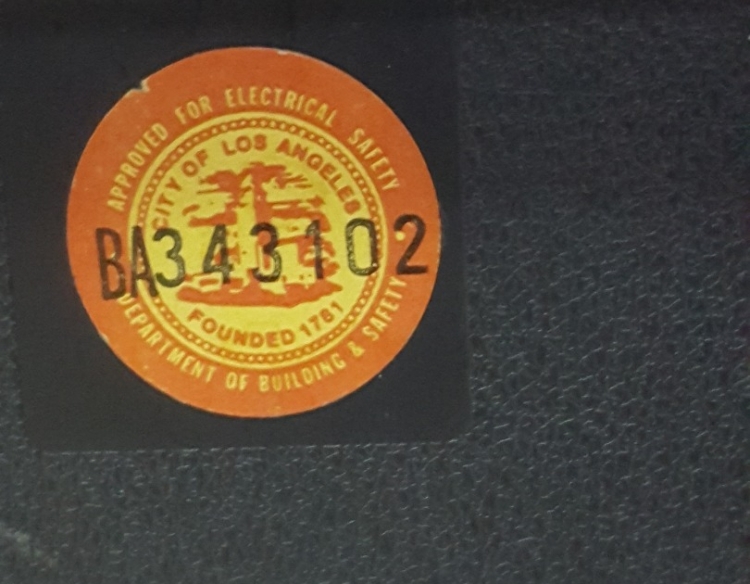 APPROVED FOR ELECTRICAL SAFETY
CITY OF LOS ANGELES
BA343102
FOUNDED 1781
DEPARTMENT OF BUILDING & SAFETY